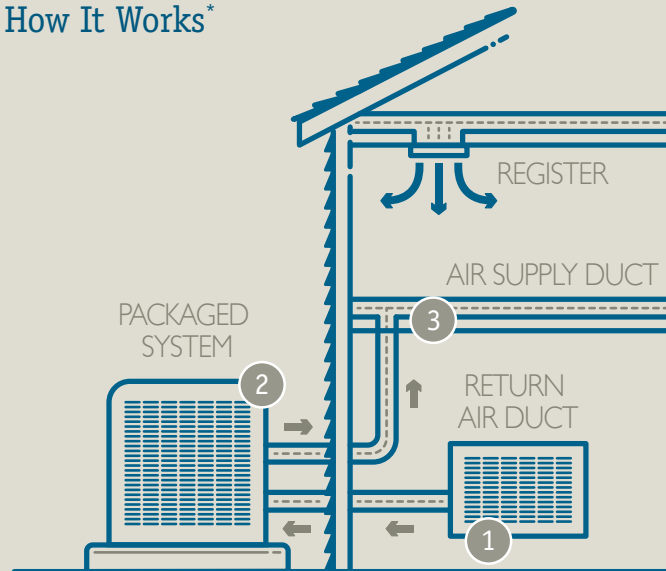 How It Works*
REGISTER
AIR SUPPLY DUCT
3
PACKAGED
SYSTEM
2
RETURN
AIR DUCT
1